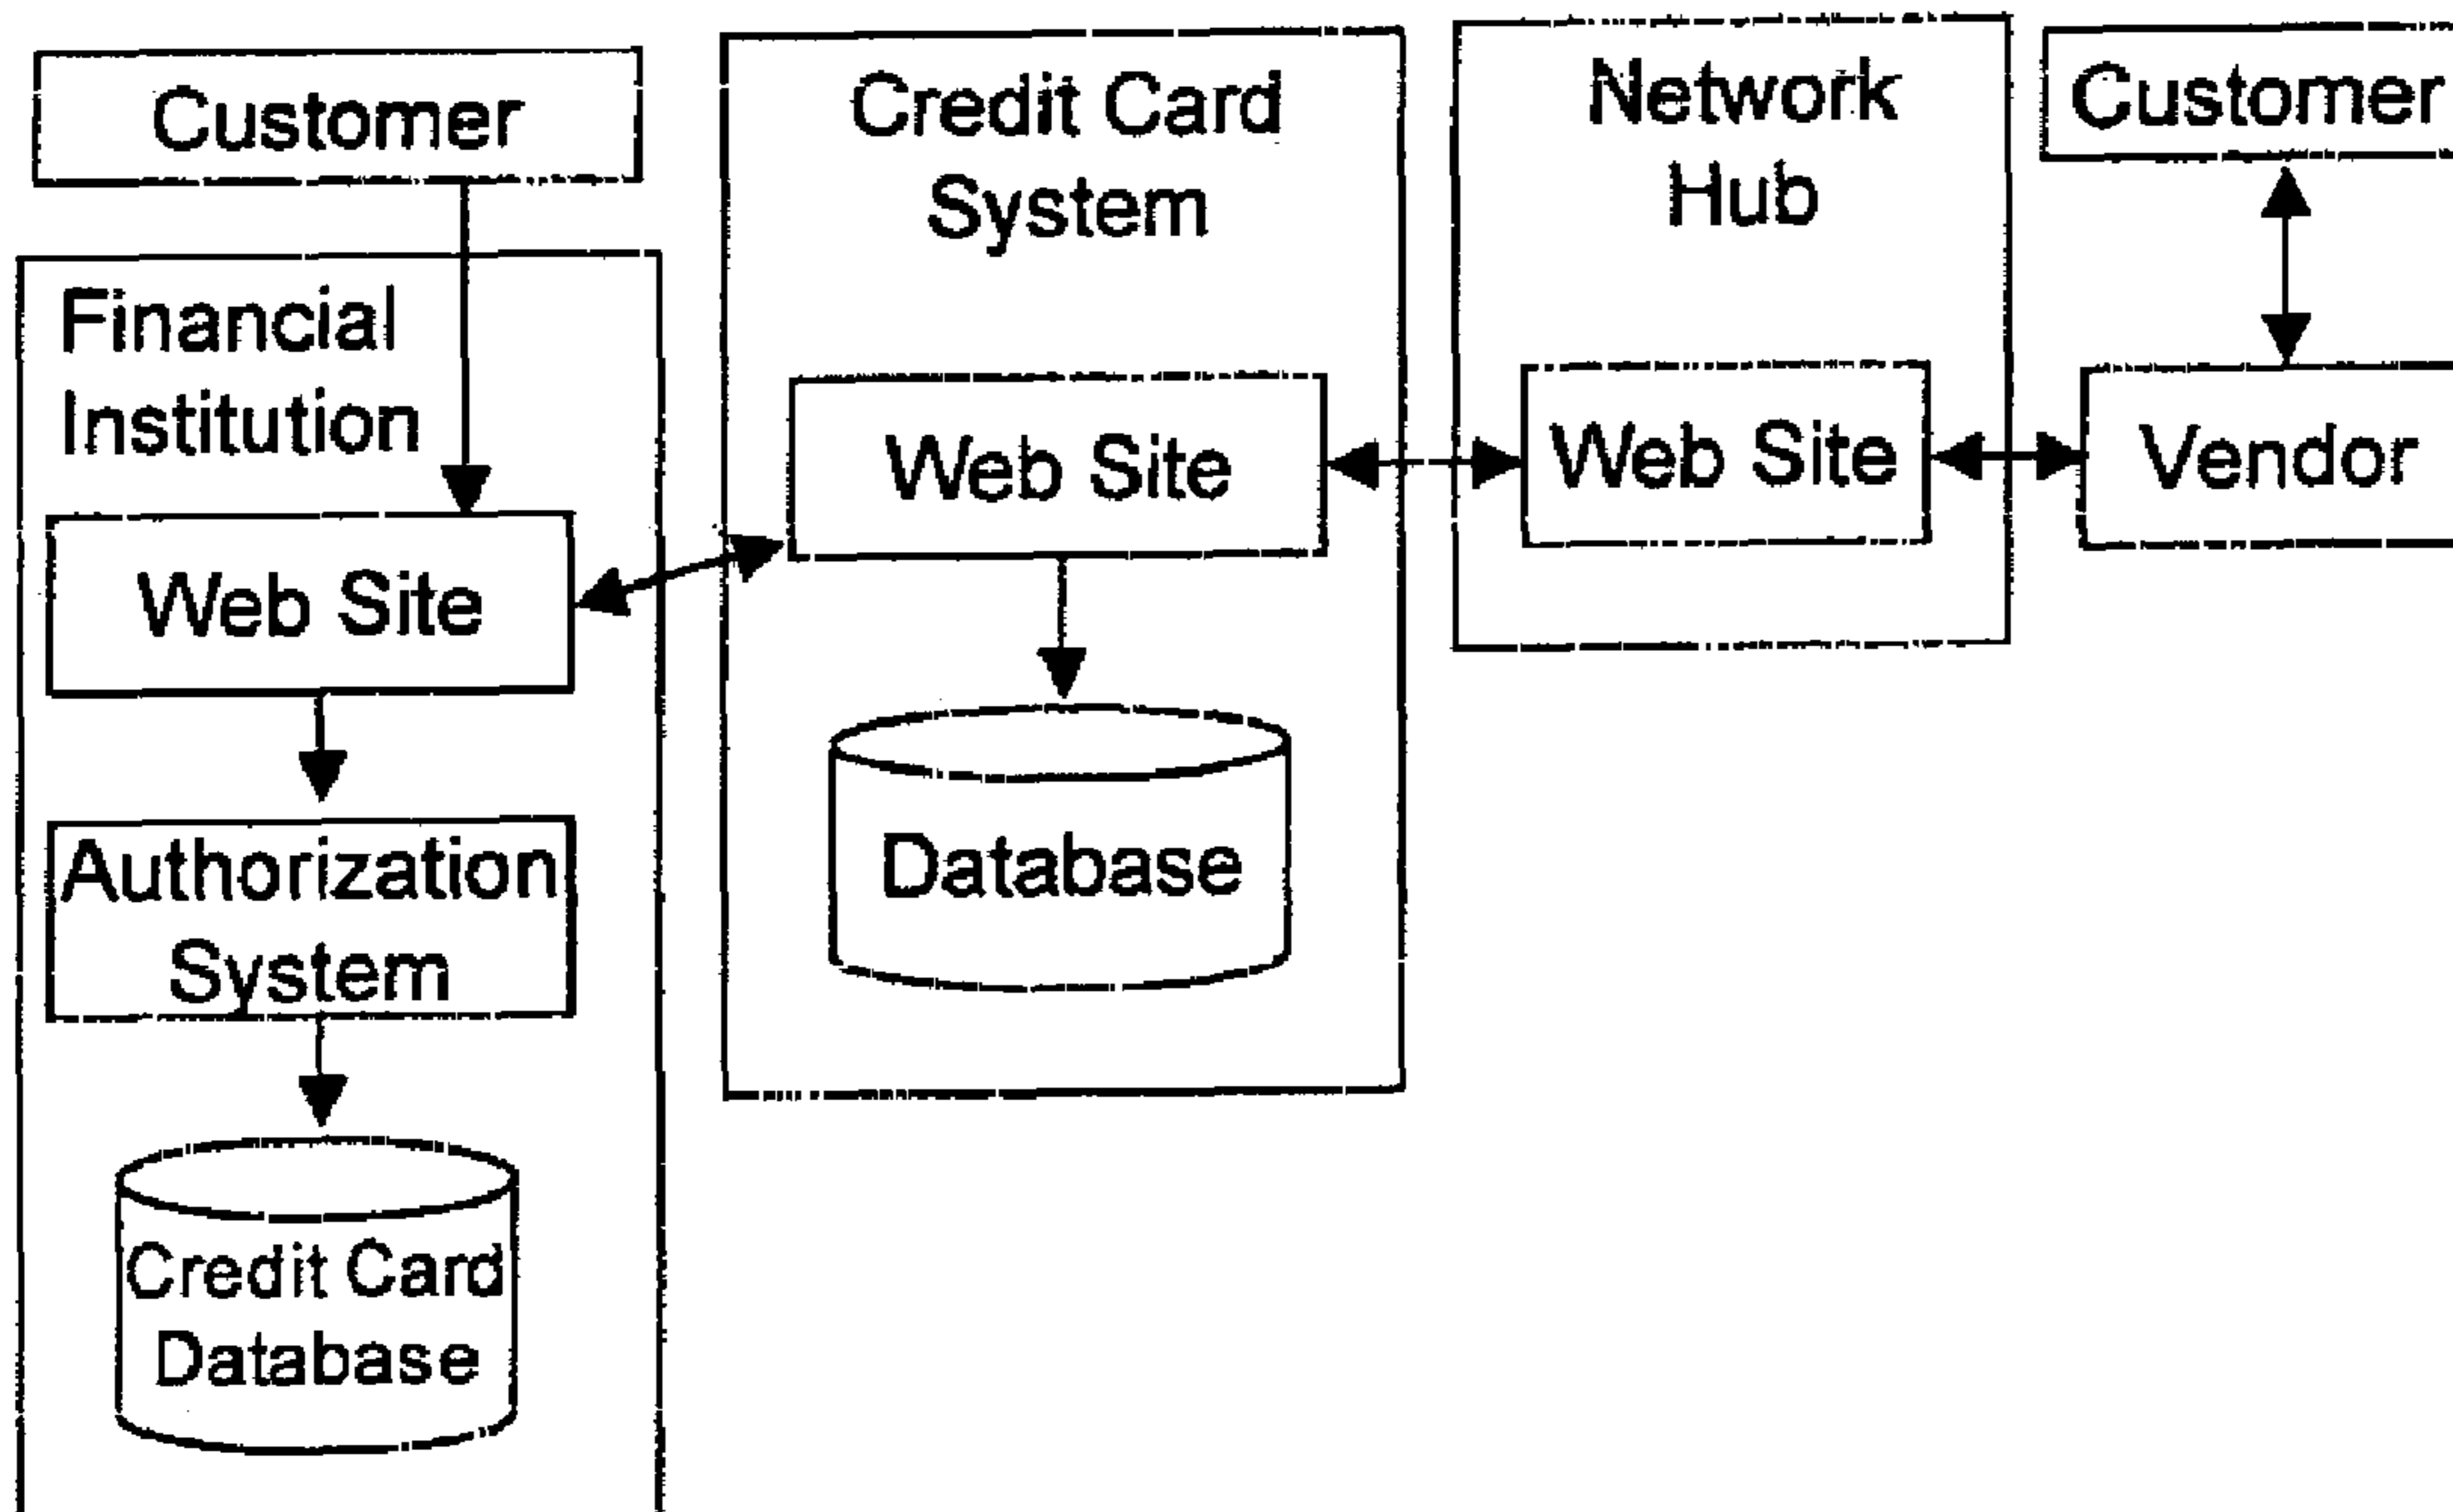 Customer
Financial
Institution
Web Site
Authorization
System
Credit Card
Database
Credit Card
System
Web Site
Database
Network
Hub
Web Site
Customer
Vendor